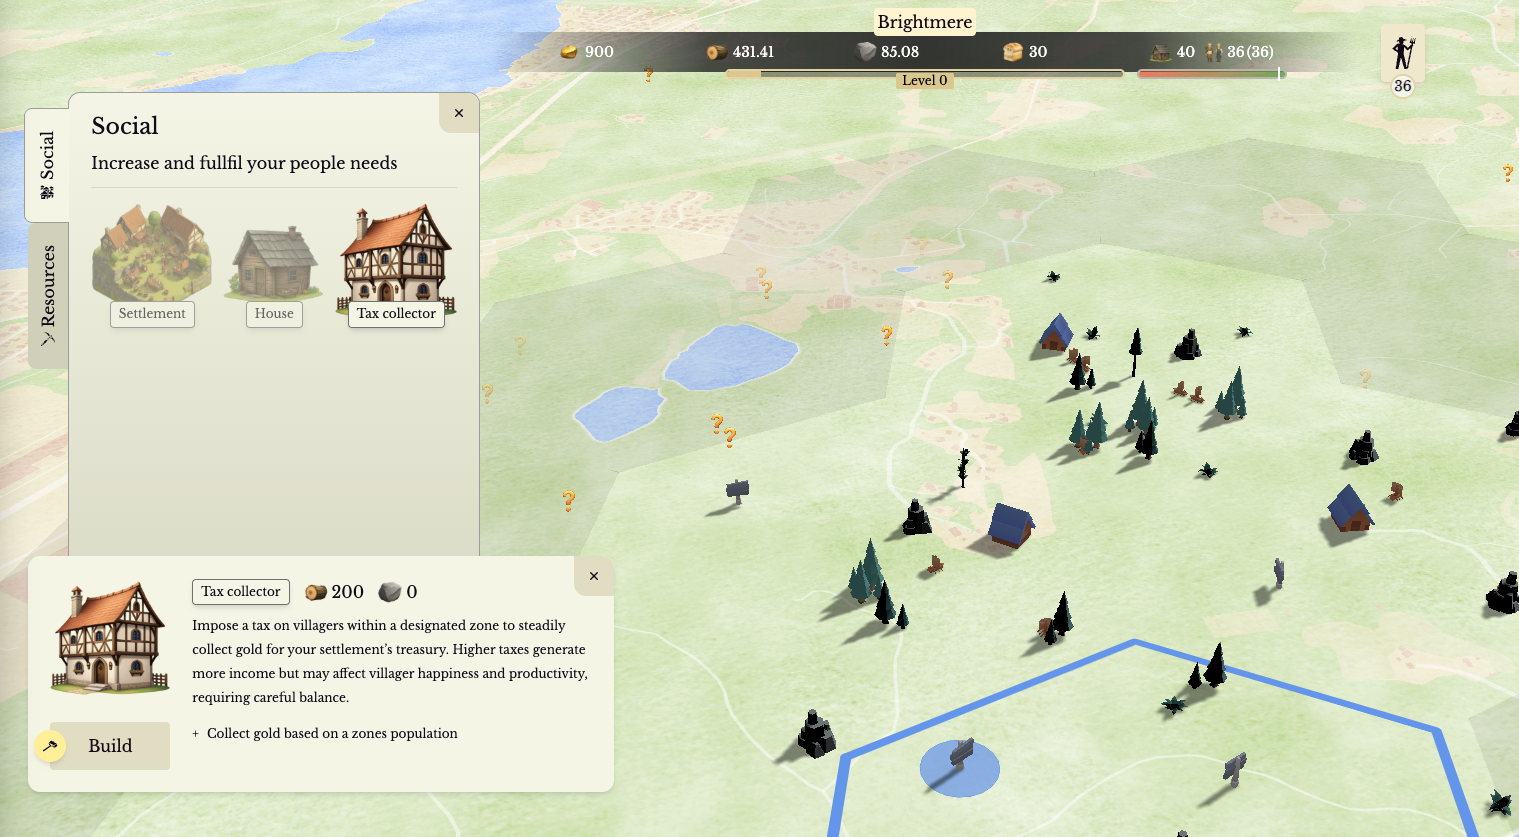 Brightmere
900
431.41
85.08
30
40
36(36)
Level 0
36
Social
Resources
×
Social
Increase and fullfil your people needs
Settlement
House
Tax collector
×
Tax collector
200
0
Impose a tax on villagers within a designated zone to steadily
collect gold for your settlement's treasury. Higher taxes generate
more income but may affect villager happiness and productivity,
requiring careful balance.
+ Collect gold based on a zones population
Build